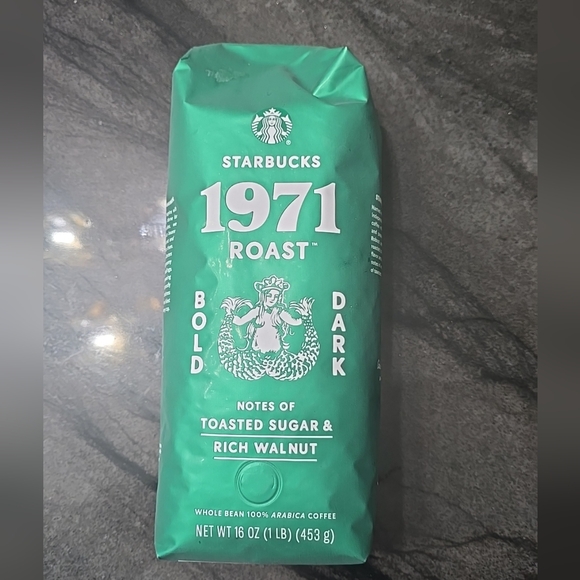 STARBUCKS
1971
ROAST™
BOLD
DARK
NOTES OF
TOASTED SUGAR &
RICH WALNUT
WHOLE BEAN 100% ARABICA COFFEE
NET WT 16 OZ (1 LB) (453 g)